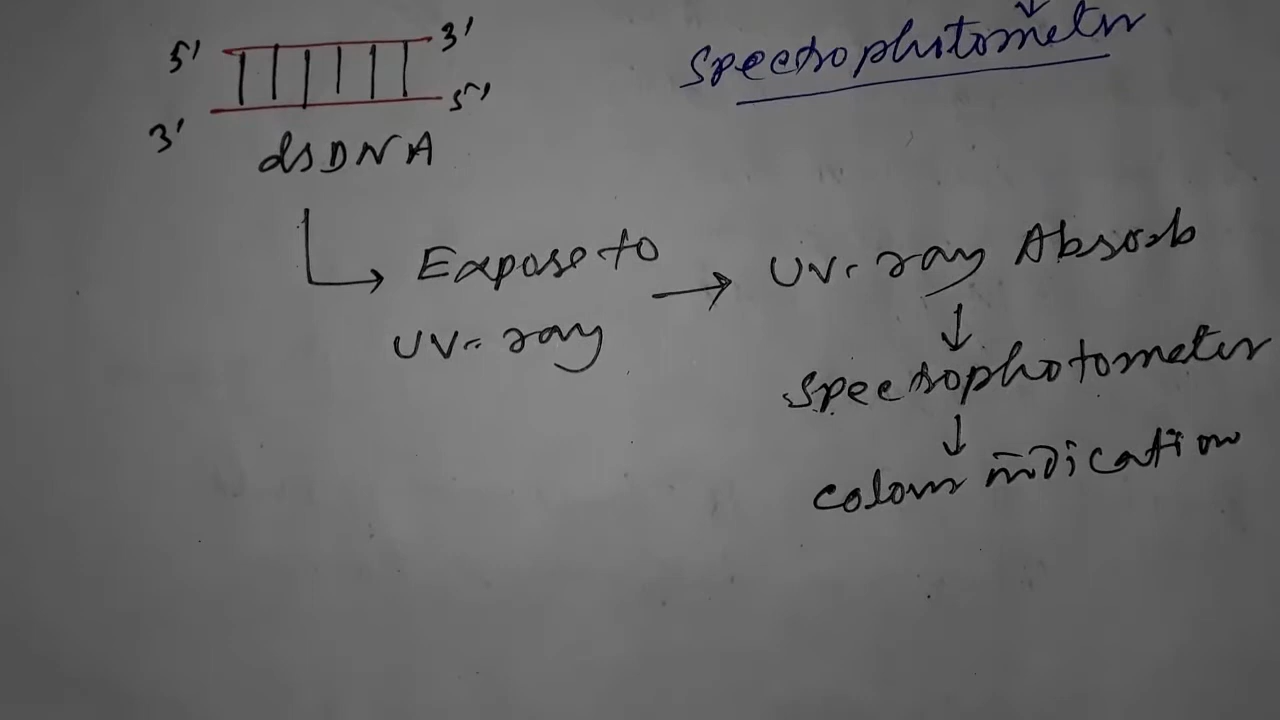 5' 3'
3' 5'
dsDNA
Spectrophotometer
Expose to
UV-ray
UV-ray Absorb
Spectrophotometer
colour indication